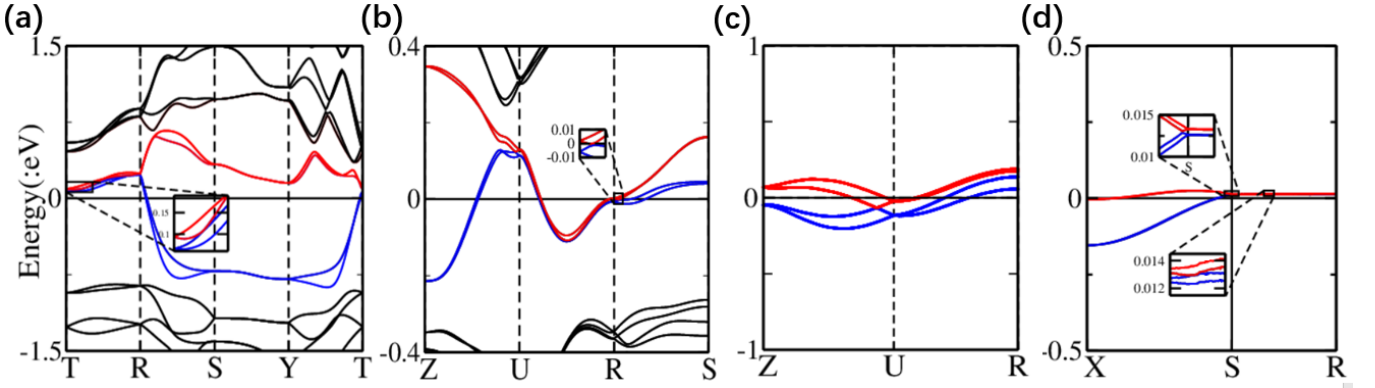 (a)
1.5
0
-1.5
Energy(:eV)
0.15
0.1
T R S Y T
(b)
0.4
0
-0.4
0.01
0
-0.01
Z U R S
(c)
1
0
-1
Z U R
(d)
0.5
0
-0.5
0.015
0.01
S
0.014
0.012
X S R